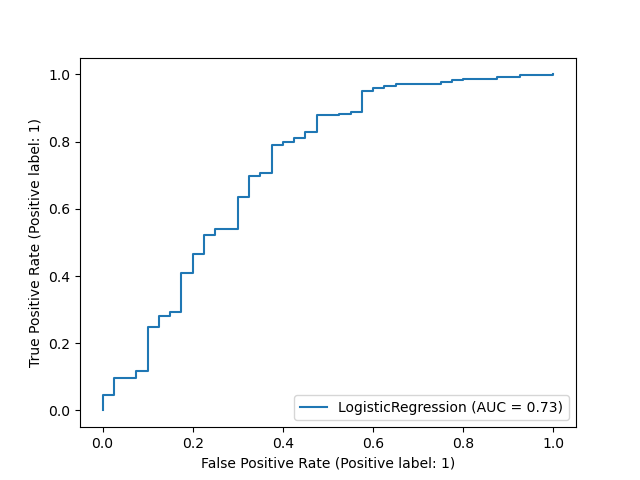 1.0
0.8
0.6
0.4
0.2
0.0
True Positive Rate (Positive label: 1)
LogisticRegression (AUC = 0.73)
0.0 0.2 0.4 0.6 0.8 1.0
False Positive Rate (Positive label: 1)